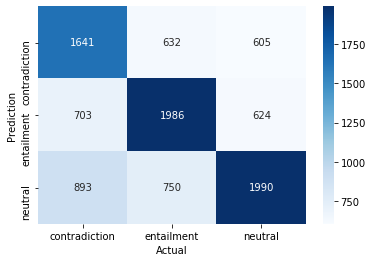 Prediction
contradiction
entailment
neutral
1641 632 605
703 1986 624
893 750 1990
contradiction entailment neutral
Actual
1750
1500
1250
1000
750